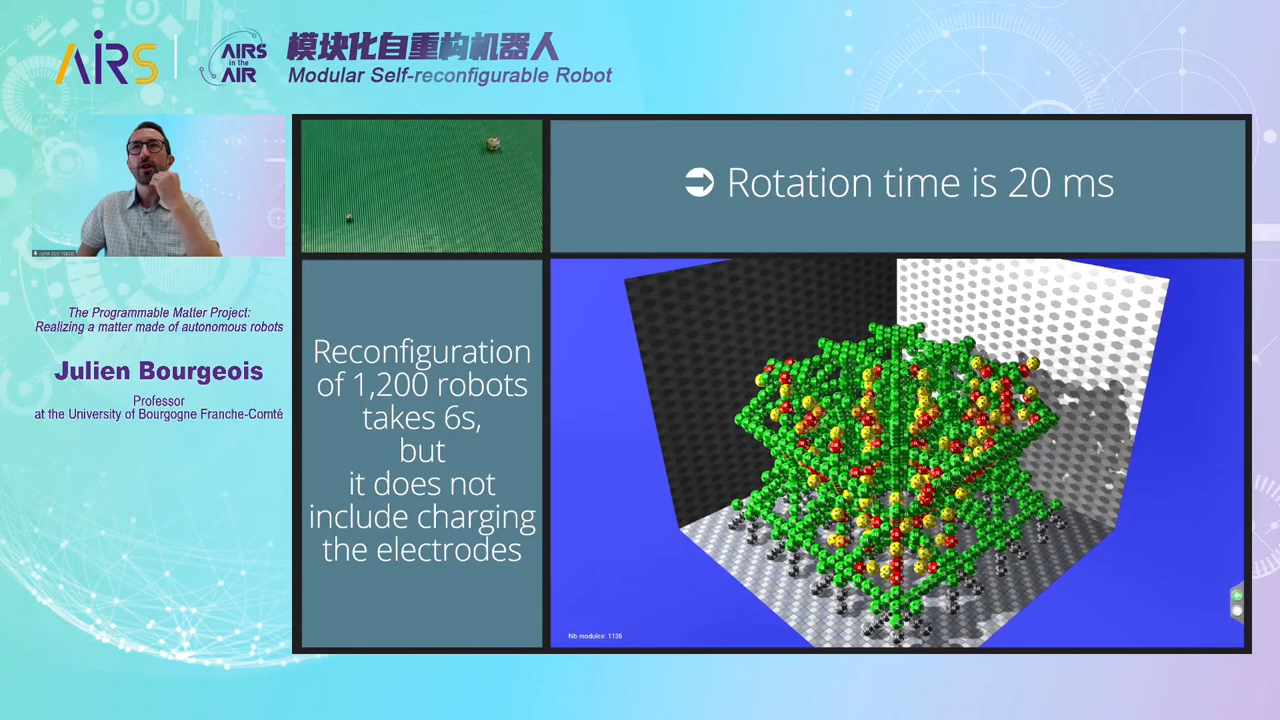 AIRS
AIRS
in the
AIR
模块化自重构机器人
Modular Self-reconfigurable Robot
➲ Rotation time is 20 ms
The Programmable Matter Project:
Realizing a matter made of autonomous robots
Julien Bourgeois
Professor
at the University of Bourgogne Franche-Comté
Reconfiguration
of 1,200 robots
takes 6s,
but
it does not
include charging
the electrodes
Nb modules: 1135